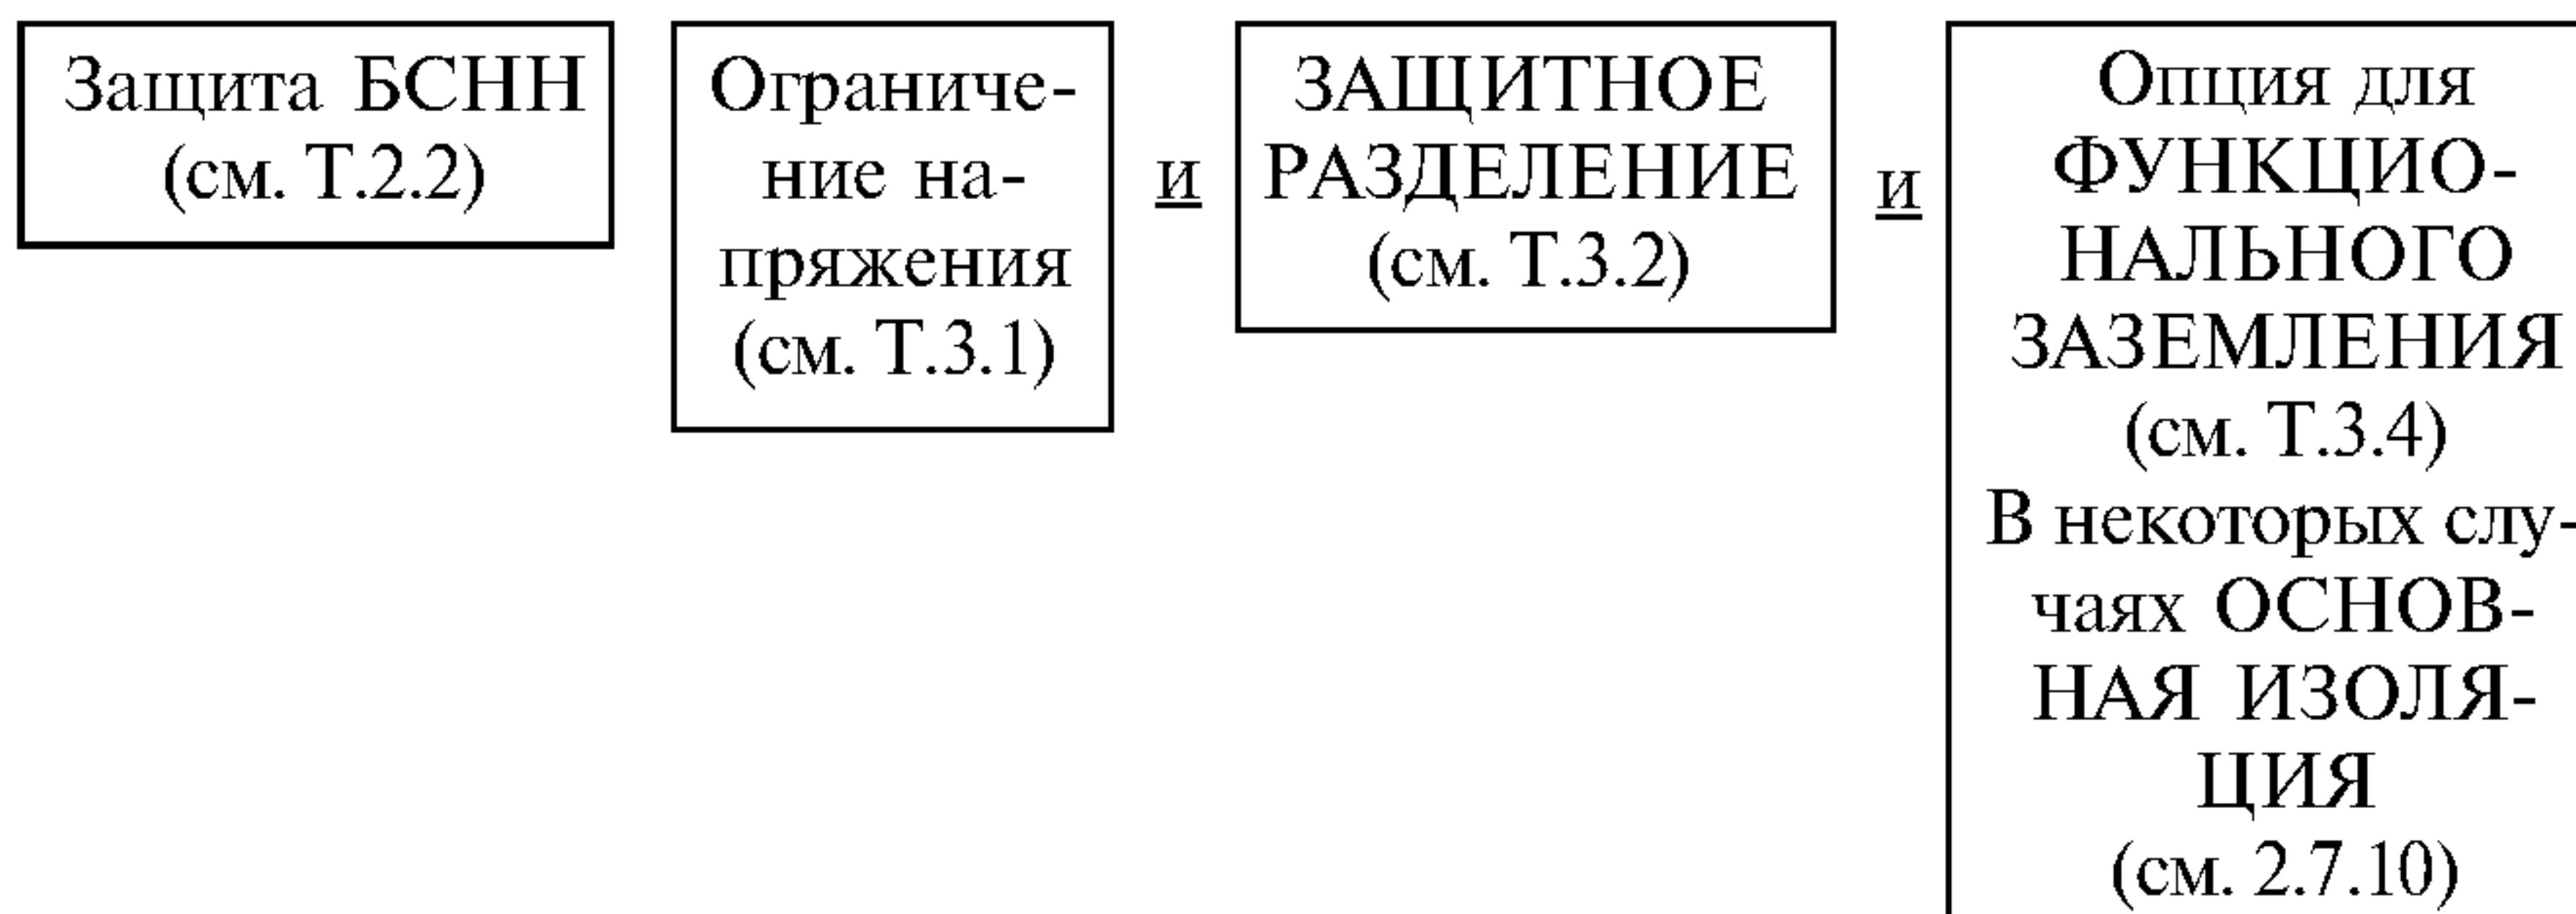 Защита БСНН
(см. Т.2.2)
Ограниче-
ние на-
пряжения
(см. Т.3.1)
и
ЗАЩИТНОЕ
РАЗДЕЛЕНИЕ
(см. Т.3.2)
и
Опция для
ФУНКЦИО-
НАЛЬНОГО
ЗАЗЕМЛЕНИЯ
(см. Т.3.4)
В некоторых слу-
чаях ОСНОВ-
НАЯ ИЗОЛЯ-
ЦИЯ
(см. 2.7.10)